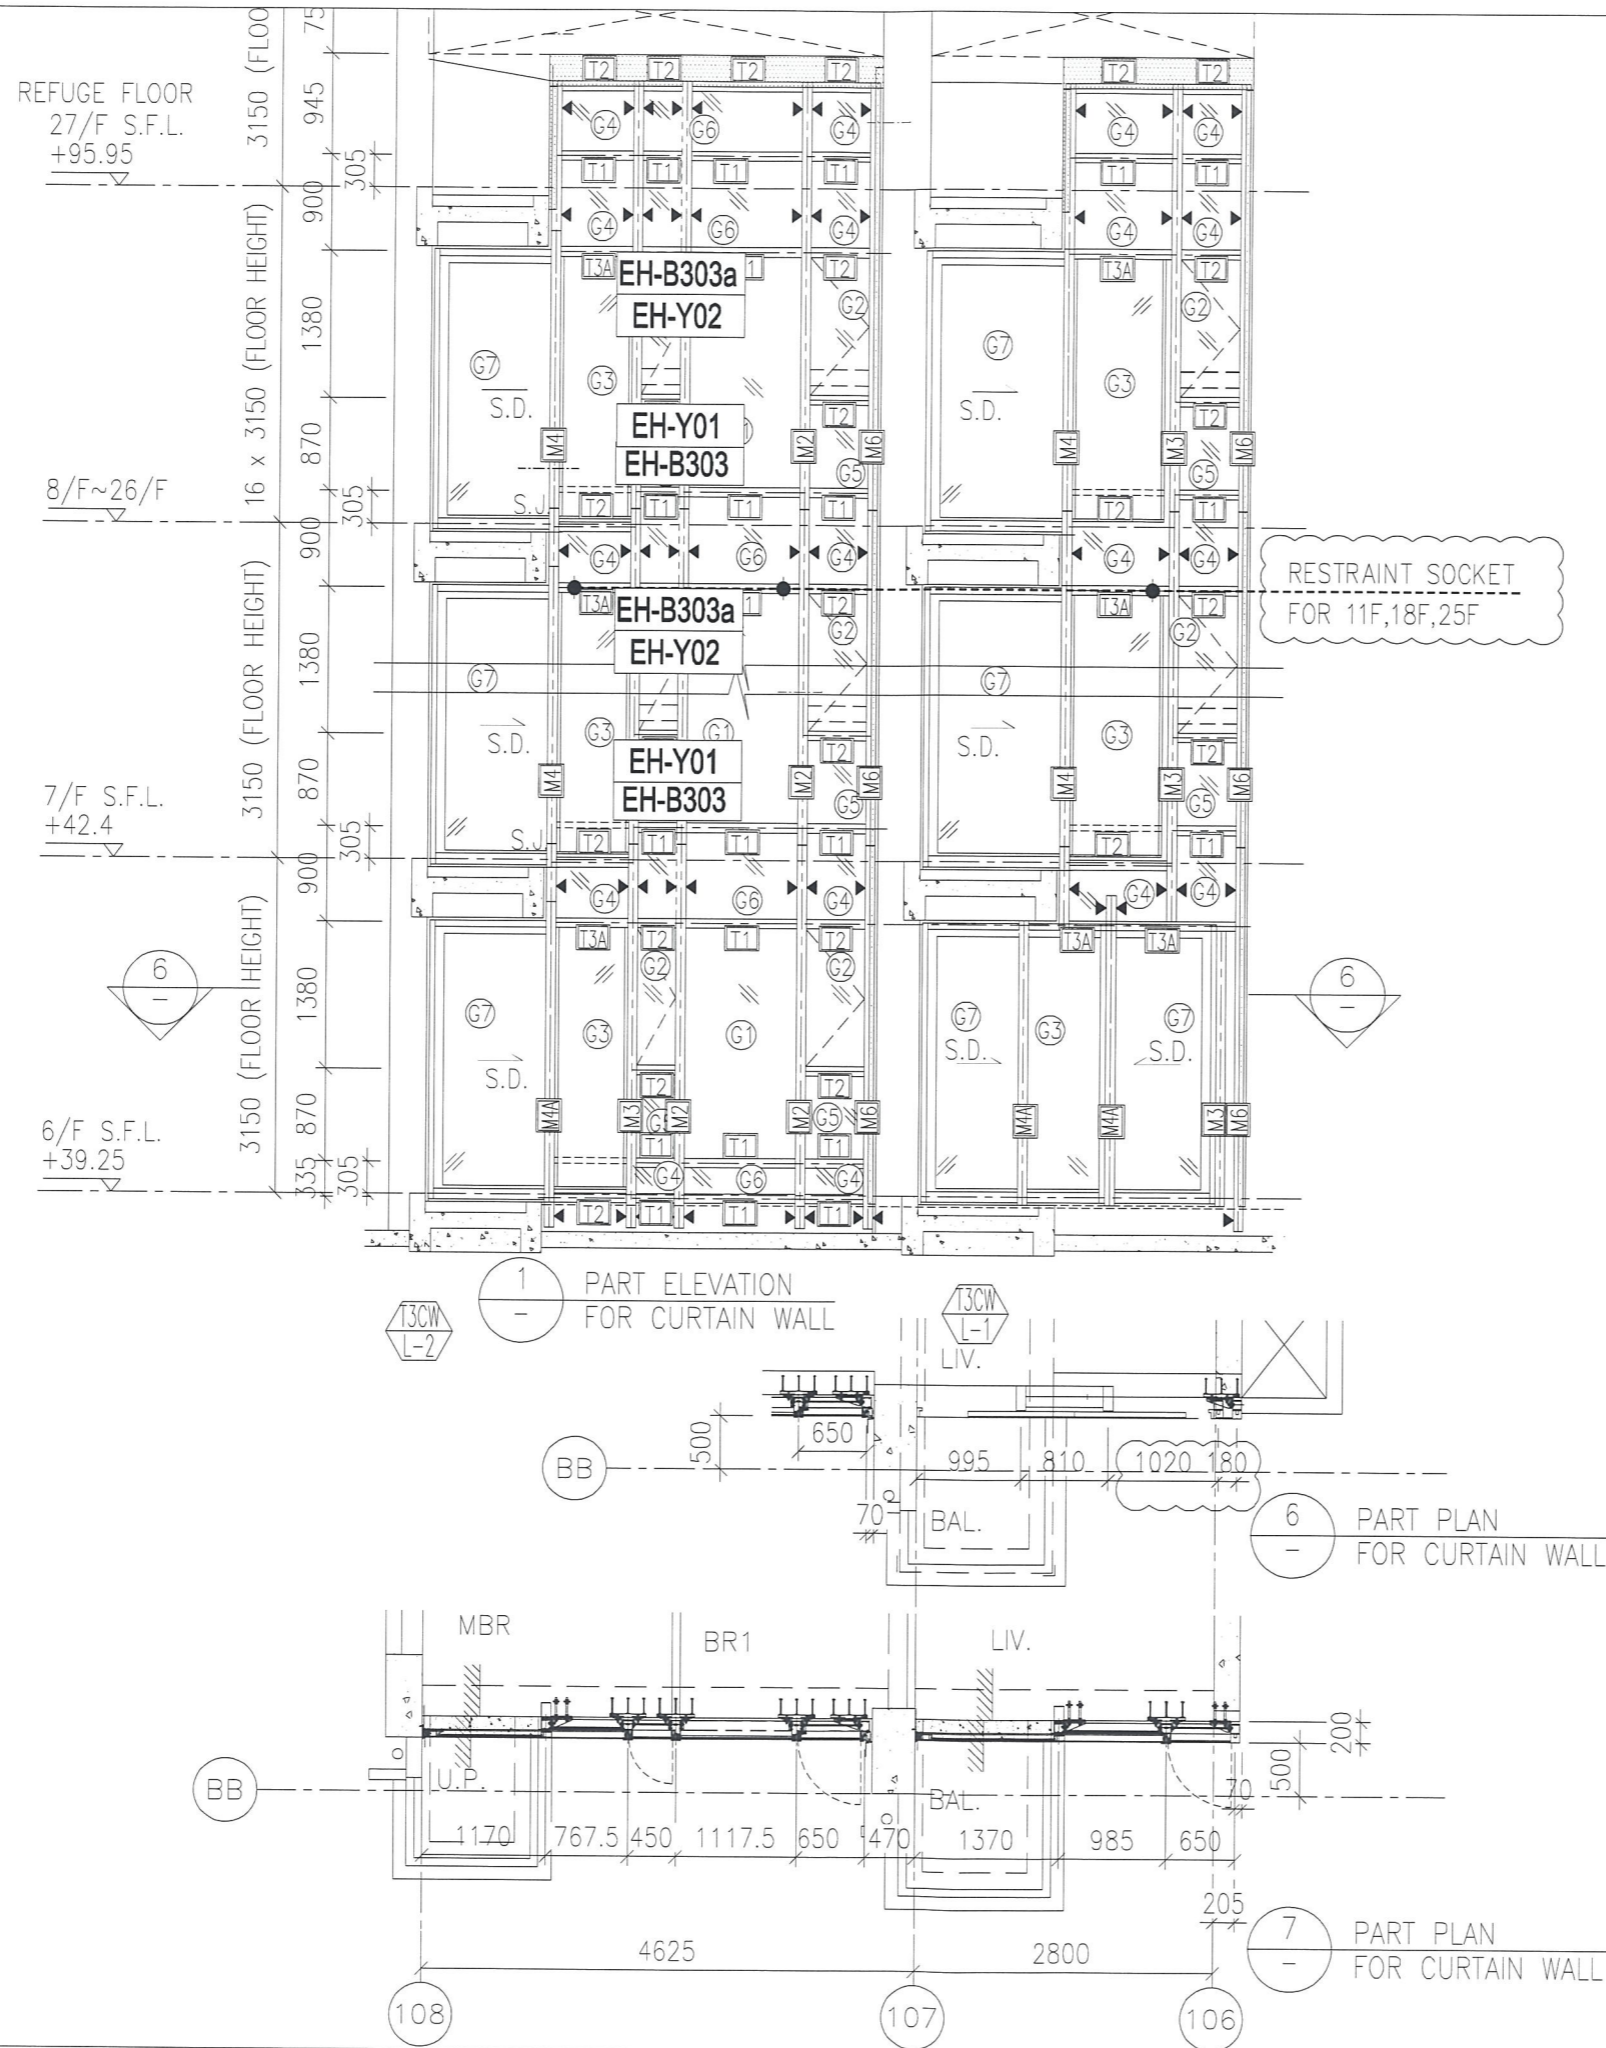 3150 (FLOO
75
945
305
REFUGE FLOOR
27/F S.F.L.
+95.95
T2 T2 T2 T2 T2 T2
G4 G6 G4 G4 G4
T1 T1 T1 T1 T1 T1
900
G4 G6 G4 G4 G4
16 x 3150 (FLOOR HEIGHT)
T3A T2 T3A T2
EH-B303a
EH-Y02
1380
G2 G2
G7 G3 G7 G3
S.D. S.D.
EH-Y01
EH-B303
T2 T2
870
M4 M2 M6 M4 M3 M6
G5 G5
8/F~26/F
305
S.J. T2 T1 T1 T1 T2 T1
900
G4 G6 G4 G4 G4
RESTRAINT SOCKET
FOR 11F,18F,25F
3150 (FLOOR HEIGHT)
T3A T2 T3A T2
EH-B303a
EH-Y02
1380
G2 G2
G7 G7
G3 G1 G3
S.D. S.D.
EH-Y01
EH-B303
T2 T2
870
M4 M2 M6 M4 M3 M6
G5 G5
7/F S.F.L.
+42.4
305
S.J. T2 T1 T1 T1 T2 T1
900
G4 G6 G4 G4 G4
3150 (FLOOR HEIGHT)
T3A T2 T1 T2 T3A T3A
G2 G2
6
-
6
-
1380
G7 G3 G1 G7 G3 G7
S.D. S.D. S.D.
T2 T2
870
M4A M3 M2 M2 M6 M4A M4A M3 M6
G5 G5
6/F S.F.L.
+39.25
T1 T1 T1
335
305
G4 G6 G4
T2 T1 T1 T1
1
-
PART ELEVATION
FOR CURTAIN WALL
T3CW
L-2
T3CW
L-1
LIV.
500
650
BB
995 810 1020 180
70
BAL.
6
-
PART PLAN
FOR CURTAIN WALL
MBR BR1 LIV.
200
500
BB
U.P. BAL. 70
1170 767.5 450 1117.5 650 470 1370 985 650
205
7
-
PART PLAN
FOR CURTAIN WALL
4625 2800
108 107 106